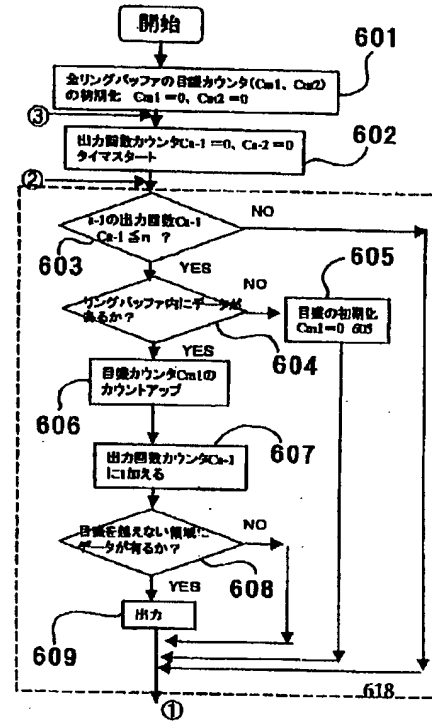 開始
601
全リングバッファの目盛カウンタ(Cm1、Cm2)
の初期化 Cm1=0、Cm2=0
③
602
出力回数カウンタCa-1=0、Ca-2=0
タイマスタート
②
a-1の出力回数Ca-1
Ca-1≦n ?
NO
603
YES
リングバッファ内にデータが
あるか?
NO
604
605
目盛の初期化
Cm1=0 605
YES
目盛カウンタCm1の
カウントアップ
606
607
出力回数カウンタCa-1
に1加える
目盛を越えない領域に
データが有るか?
NO
608
YES
出力
609
618
①